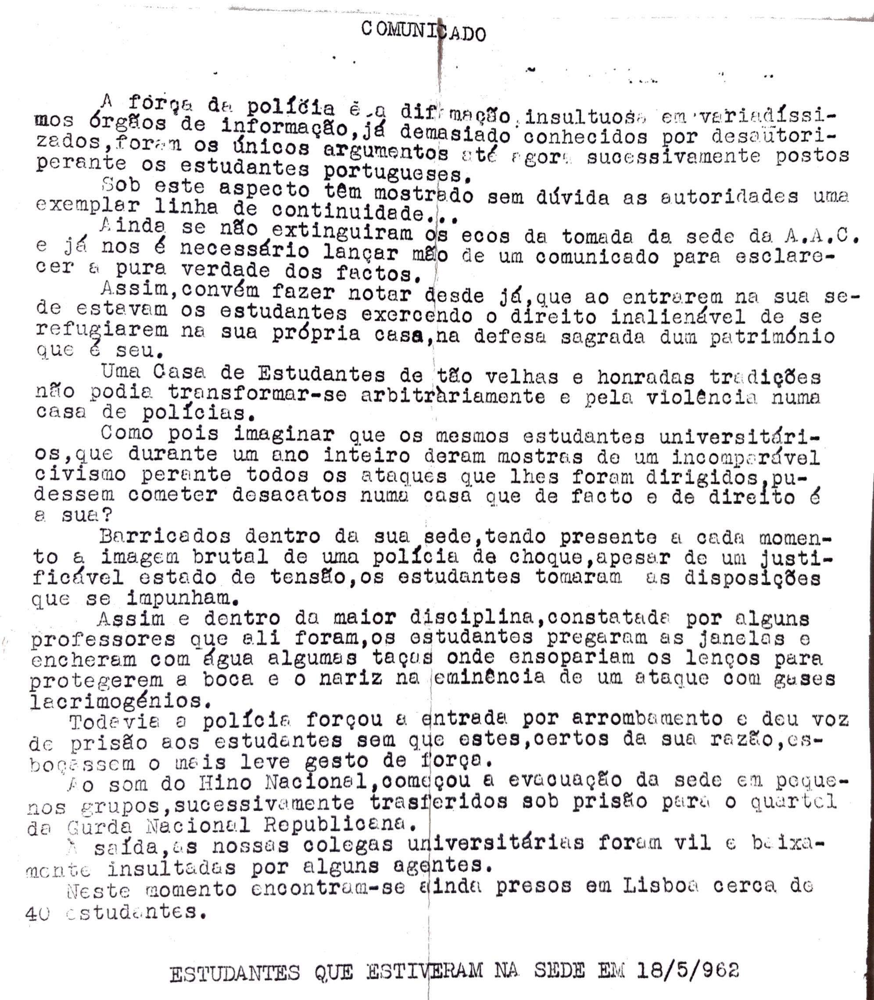 COMUNICADO
A fôrça da polícia e a difamação insultuosa em variadíssi-
mos órgãos de informação,já demasiado conhecidos por desautori-
zados,foram os únicos argumentos até agora sucessivamente postos
perante os estudantes portugueses.
Sob este aspecto têm mostrado sem dúvida as autoridades uma
exemplar linha de continuidade...
Ainda se não extinguiram os ecos da tomada da sede da A.A.C.
e já nos é necessário lançar mão de um comunicado para esclare-
cer a pura verdade dos factos.
Assim,convém fazer notar desde já,que ao entrarem na sua se-
de estavam os estudantes exercendo o direito inalienável de se
refugiarem na sua própria casa,na defesa sagrada dum património
que é seu.
Uma Casa de Estudantes de tão velhas e honradas tradições
não podia transformar-se arbitràriamente e pela violência numa
casa de polícias.
Como pois imaginar que os mesmos estudantes universitári-
os,que durante um ano inteiro deram mostras de um incomparável
civismo perante todos os ataques que lhes foram dirigidos,pu-
dessem cometer desacatos numa casa que de facto e de direito é
a sua?
Barricados dentro da sua sede,tendo presente a cada momen-
to a imagem brutal de uma polícia de choque,apesar de um justi-
ficável estado de tensão,os estudantes tomaram as disposições
que se impunham.
Assim e dentro da maior disciplina,constatada por alguns
professores que ali foram,os estudantes pregaram as janelas e
encheram com água algumas taças onde ensopariam os lenços para
protegerem a boca e o nariz na eminência de um ataque com gases
lacrimogénios.
Todavia a polícia forçou a entrada por arrombamento e deu voz
de prisão aos estudantes sem que estes,certos da sua razão,es-
boçassem o mais leve gesto de força.
Ao som do Hino Nacional,começou a evacuação da sede em peque-
nos grupos,sucessivamente trasferidos sob prisão para o quartel
da Gurda Nacional Republicana.
À saída,as nossas colegas universitárias foram vil e baixa-
mente insultadas por alguns agentes.
Neste momento encontram-se ainda presos em Lisboa cerca de
40 estudantes.
ESTUDANTES QUE ESTIVERAM NA SEDE EM 18/5/962